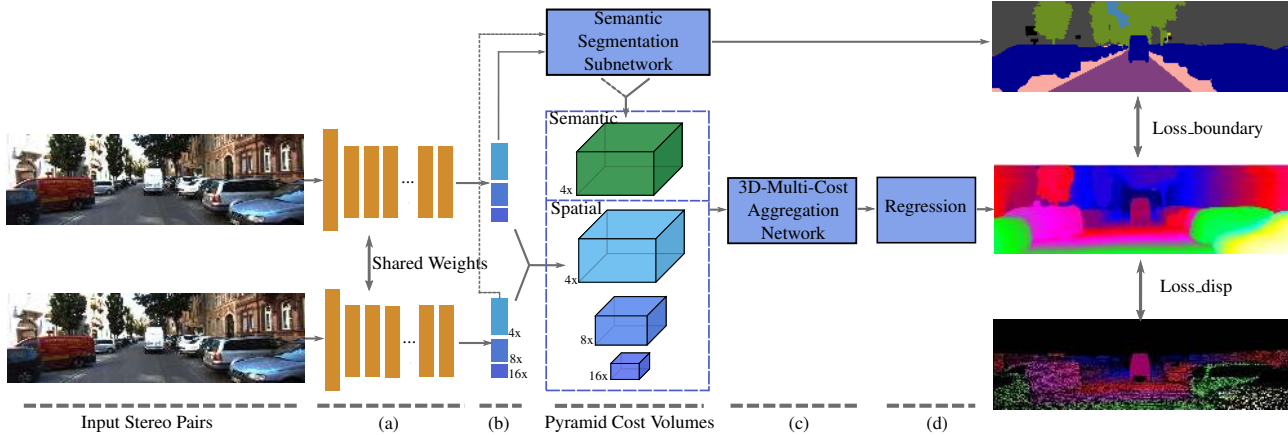 Semantic
Segmentation
Subnetwork
Semantic
4x
Loss_boundary
3D-Multi-Cost
Aggregation
Network
Regression
Spatial
4x
...
Shared Weights
Loss_disp
...
4x
8x
16x
8x
16x
Input Stereo Pairs
(a)
(b)
Pyramid Cost Volumes
(c)
(d)